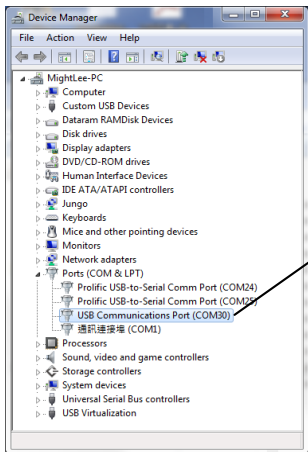 Device Manager
File Action View Help
MightLee-PC
Computer
Custom USB Devices
Dataram RAMDisk Devices
Disk drives
Display adapters
DVD/CD-ROM drives
Human Interface Devices
IDE ATA/ATAPI controllers
Jungo
Keyboards
Mice and other pointing devices
Monitors
Network adapters
Ports (COM & LPT)
Prolific USB-to-Serial Comm Port (COM24)
Prolific USB-to-Serial Comm Port (COM25)
USB Communications Port (COM30)
通訊連接埠 (COM1)
Processors
Sound, video and game controllers
Storage controllers
System devices
Universal Serial Bus controllers
USB Virtualization